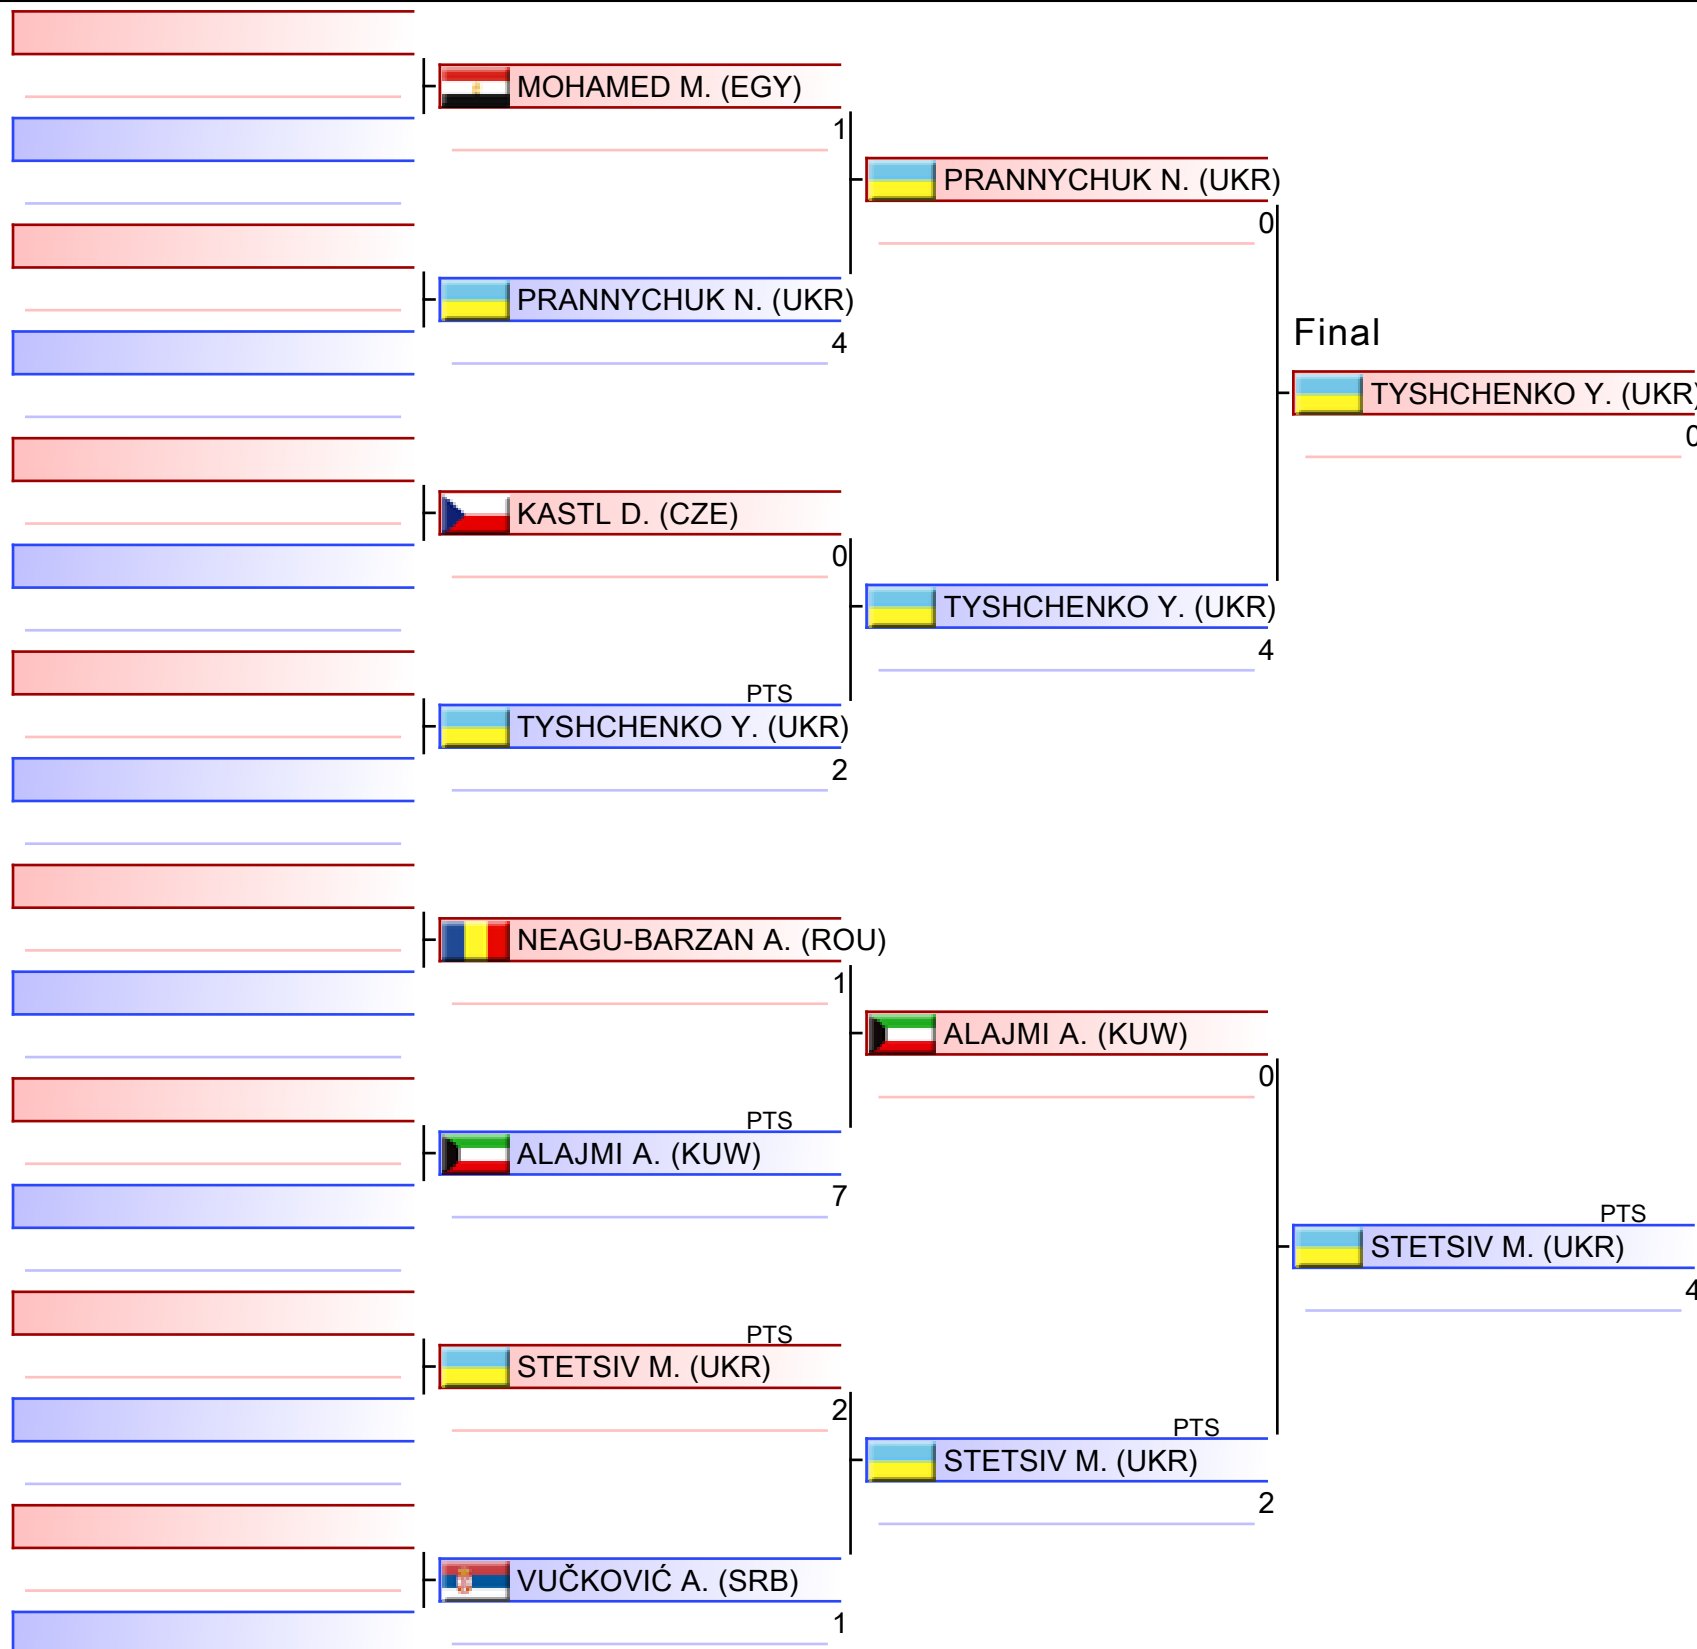 MOHAMED M. (EGY)
1
PRANNYCHUK N. (UKR)
0
PRANNYCHUK N. (UKR)
4
Final
TYSHCHENKO Y. (UKR)
0
KASTL D. (CZE)
0
TYSHCHENKO Y. (UKR)
4
PTS
TYSHCHENKO Y. (UKR)
2
NEAGU-BARZAN A. (ROU)
1
ALAJMI A. (KUW)
0
PTS
ALAJMI A. (KUW)
7
PTS
STETSIV M. (UKR)
4
PTS
STETSIV M. (UKR)
2
PTS
STETSIV M. (UKR)
2
VUČKOVIĆ A. (SRB)
1